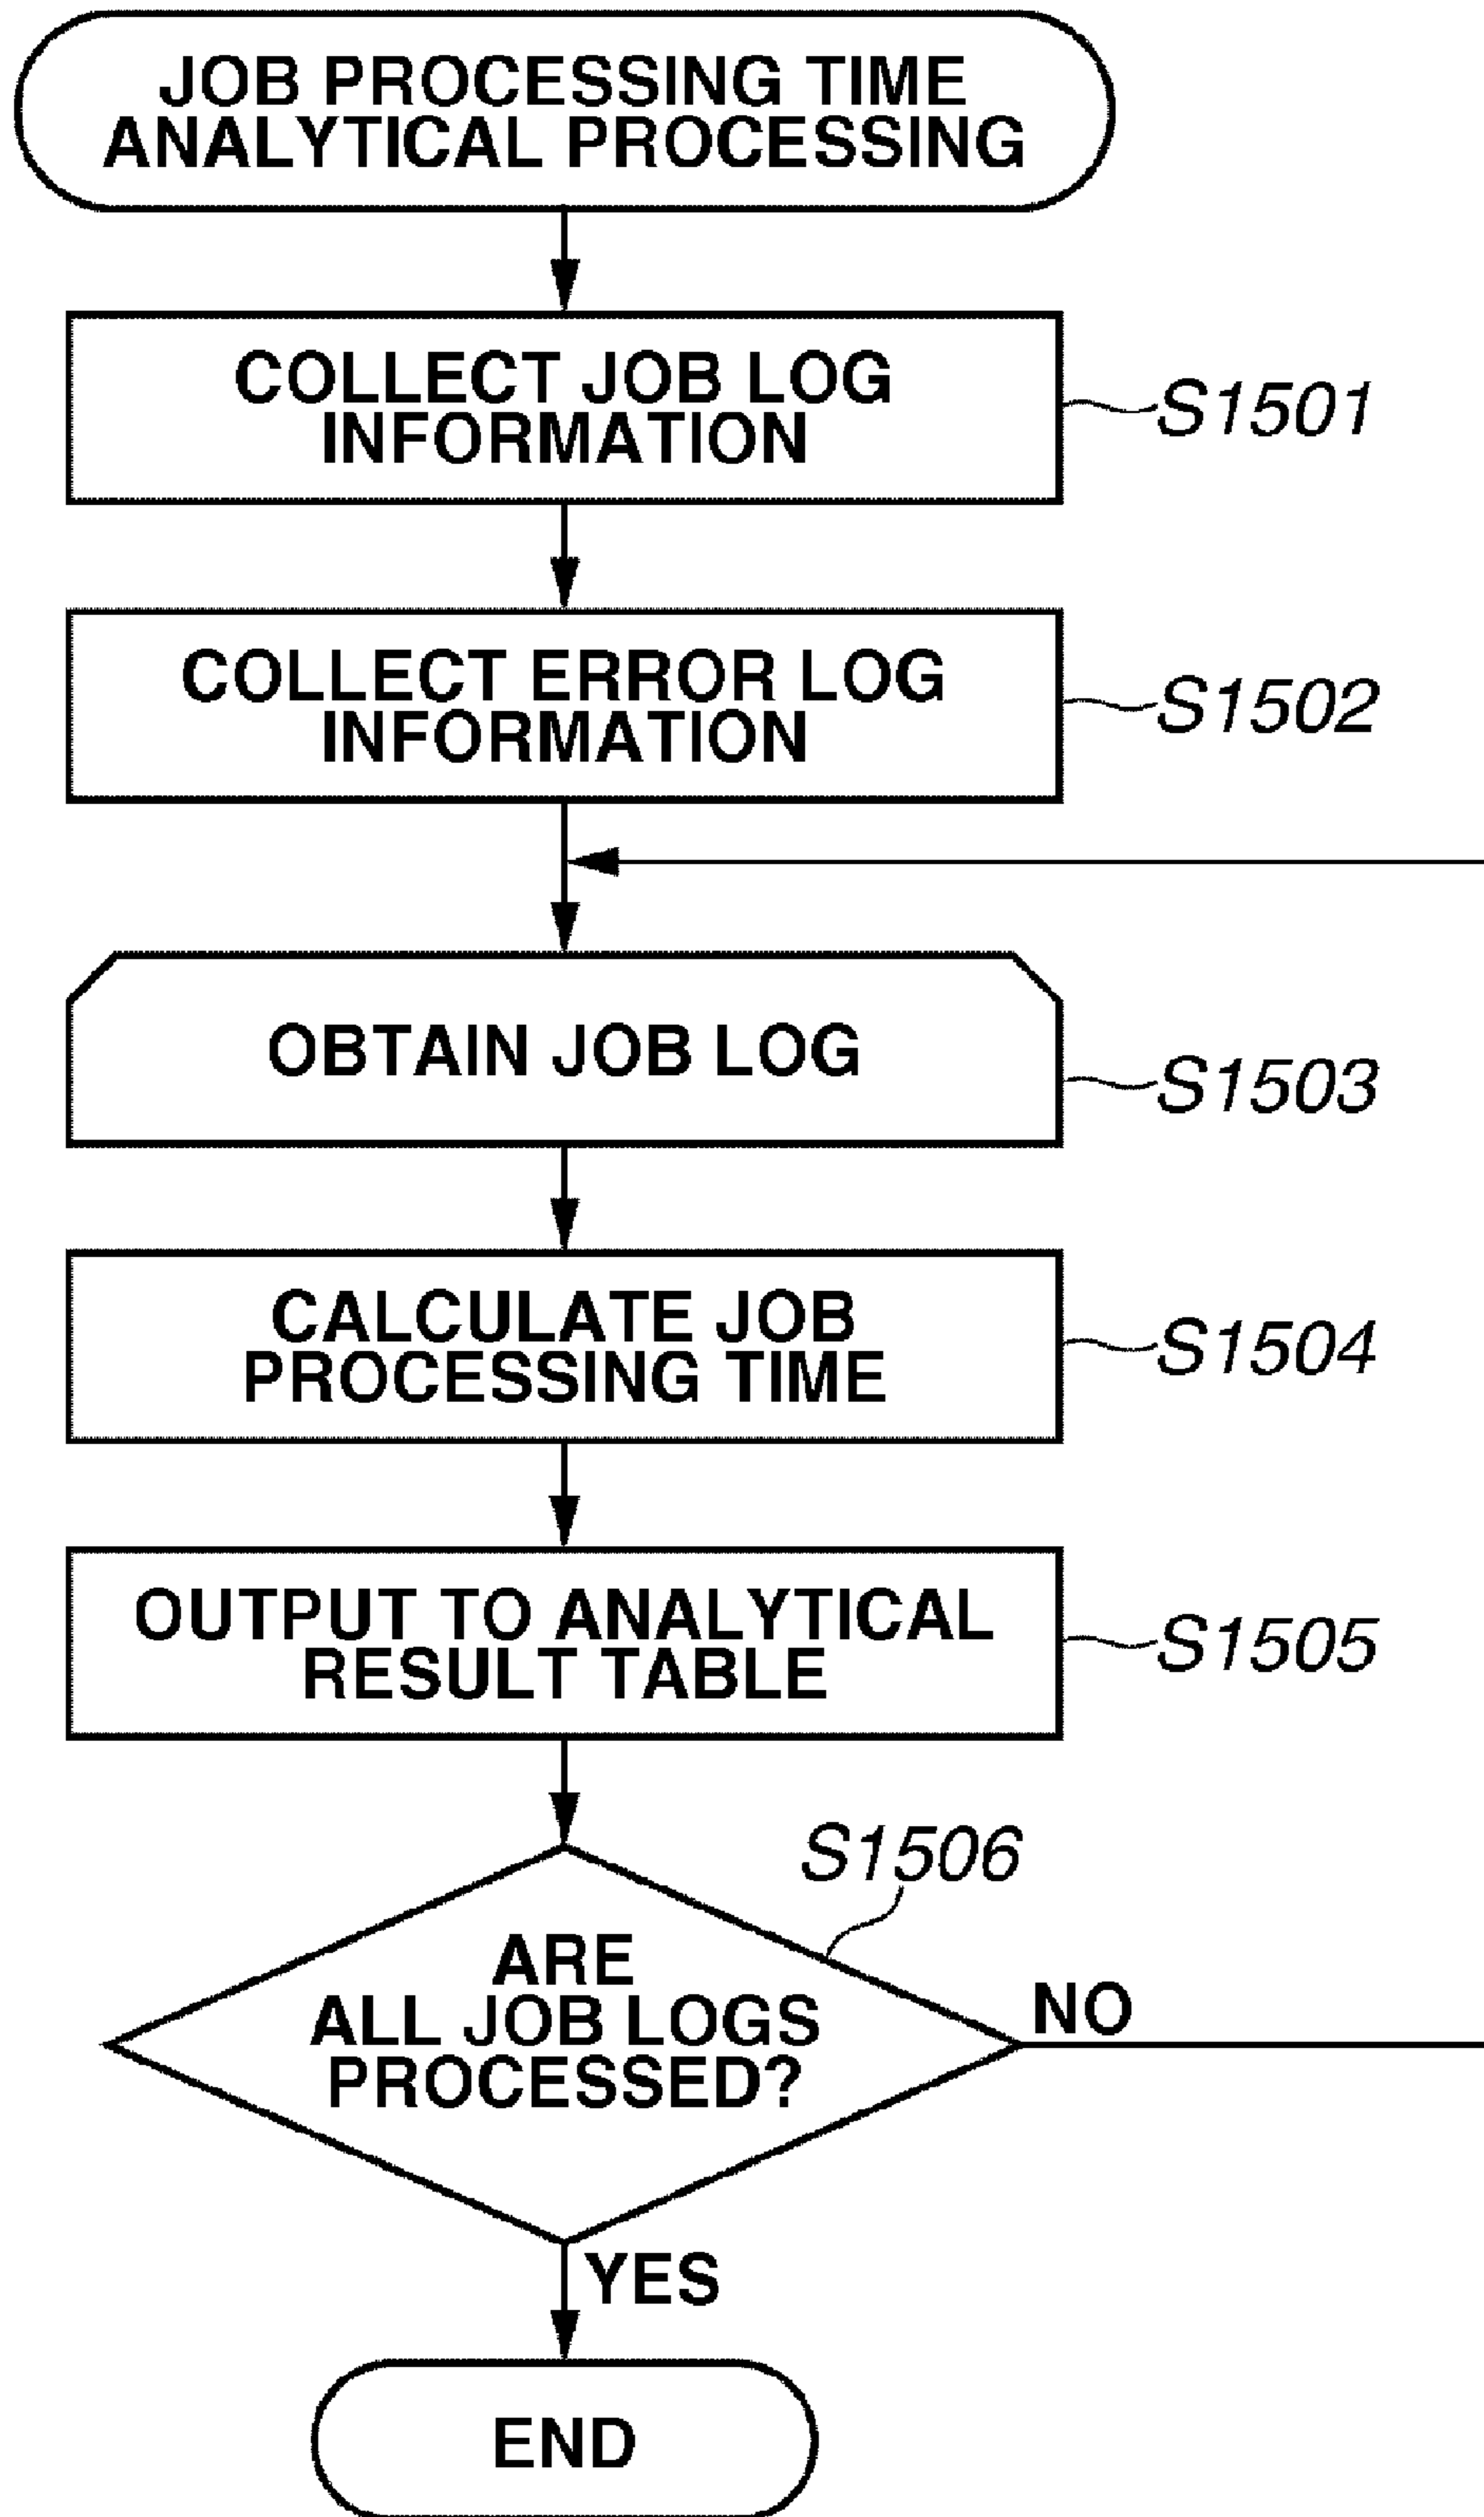 JOB PROCESSING TIME
ANALYTICAL PROCESSING
COLLECT JOB LOG
INFORMATION
S1501
COLLECT ERROR LOG
INFORMATION
S1502
OBTAIN JOB LOG
S1503
CALCULATE JOB
PROCESSING TIME
S1504
OUTPUT TO ANALYTICAL
RESULT TABLE
S1505
S1506
ARE
ALL JOB LOGS
PROCESSED?
NO
YES
END